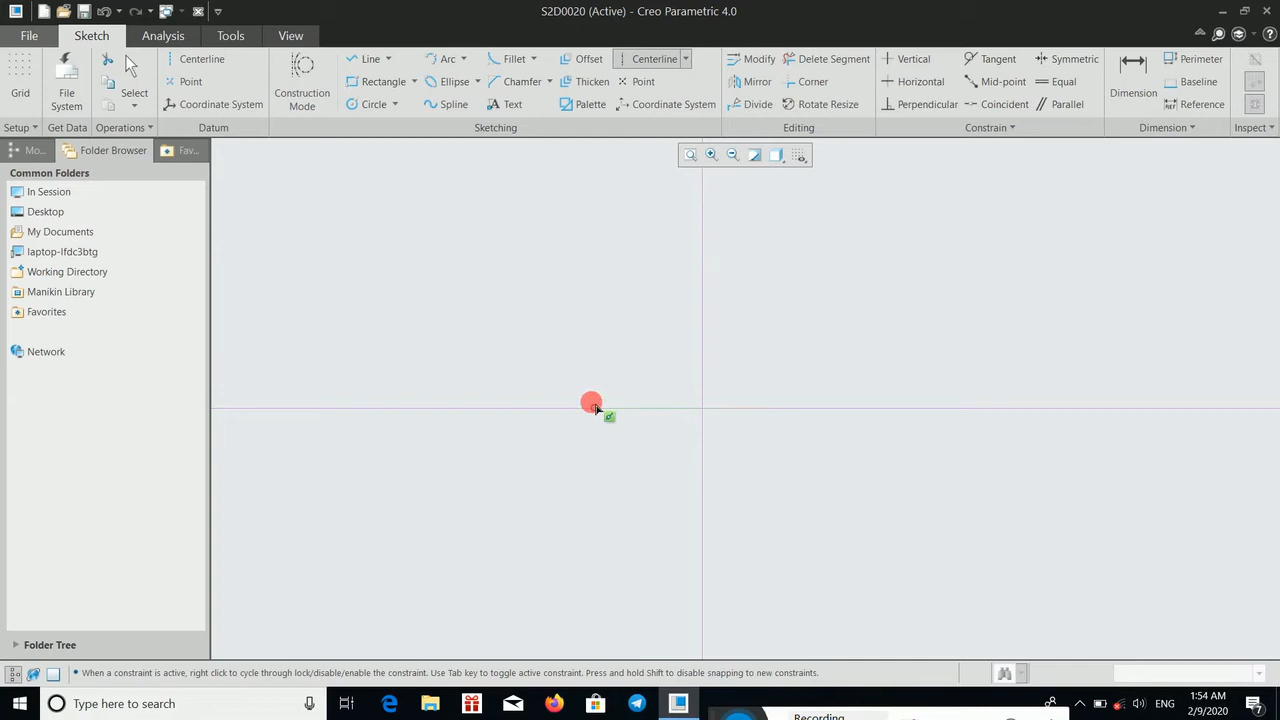 S2D0020 (Active) - Creo Parametric 4.0
File Sketch Analysis Tools View
Centerline Line Arc Fillet Offset Centerline Modify Delete Segment Vertical Tangent Symmetric Perimeter
Point Rectangle Ellipse Chamfer Thicken Point Mirror Corner Horizontal Mid-point Equal Baseline
Grid File System Select Coordinate System Construction Mode Circle Spline Text Palette Coordinate System Divide Rotate Resize Perpendicular Coincident Parallel Dimension Reference
Setup Get Data Operations Datum Sketching Editing Constrain Dimension Inspect
Mo... Folder Browser Fav...
Common Folders
In Session
Desktop
My Documents
laptop-lfdc3btg
Working Directory
Manikin Library
Favorites
Network
Folder Tree
When a constraint is active, right click to cycle through lock/disable/enable the constraint. Use Tab key to toggle active constraint. Press and hold Shift to disable snapping to new constraints.
Type here to search
Recording
ENG
1:54 AM
2/9/2020
7